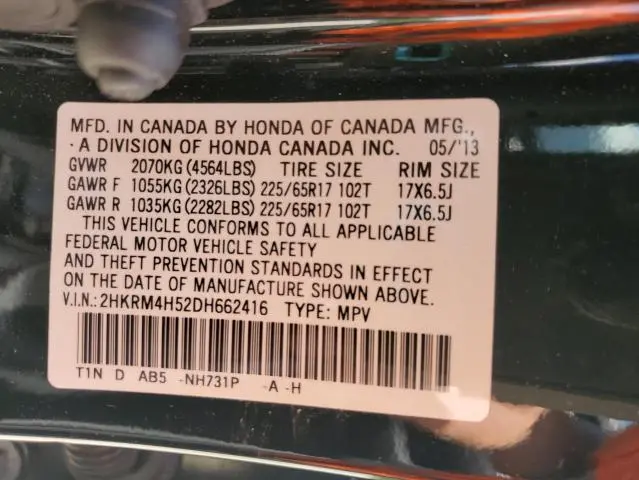 MFD. IN CANADA BY HONDA OF CANADA MFG.,
A DIVISION OF HONDA CANADA INC. 05/'13
GVWR 2070KG (4564LBS) TIRE SIZE RIM SIZE
GAWR F 1055KG (2326LBS) 225/65R17 102T 17X6.5J
GAWR R 1035KG (2282LBS) 225/65R17 102T 17X6.5J
THIS VEHICLE CONFORMS TO ALL APPLICABLE
FEDERAL MOTOR VEHICLE SAFETY
AND THEFT PREVENTION STANDARDS IN EFFECT
ON THE DATE OF MANUFACTURE SHOWN ABOVE.
V.I.N.: 2HKRM4H52DH662416 TYPE: MPV
T1N D AB5 -NH731P -A -H